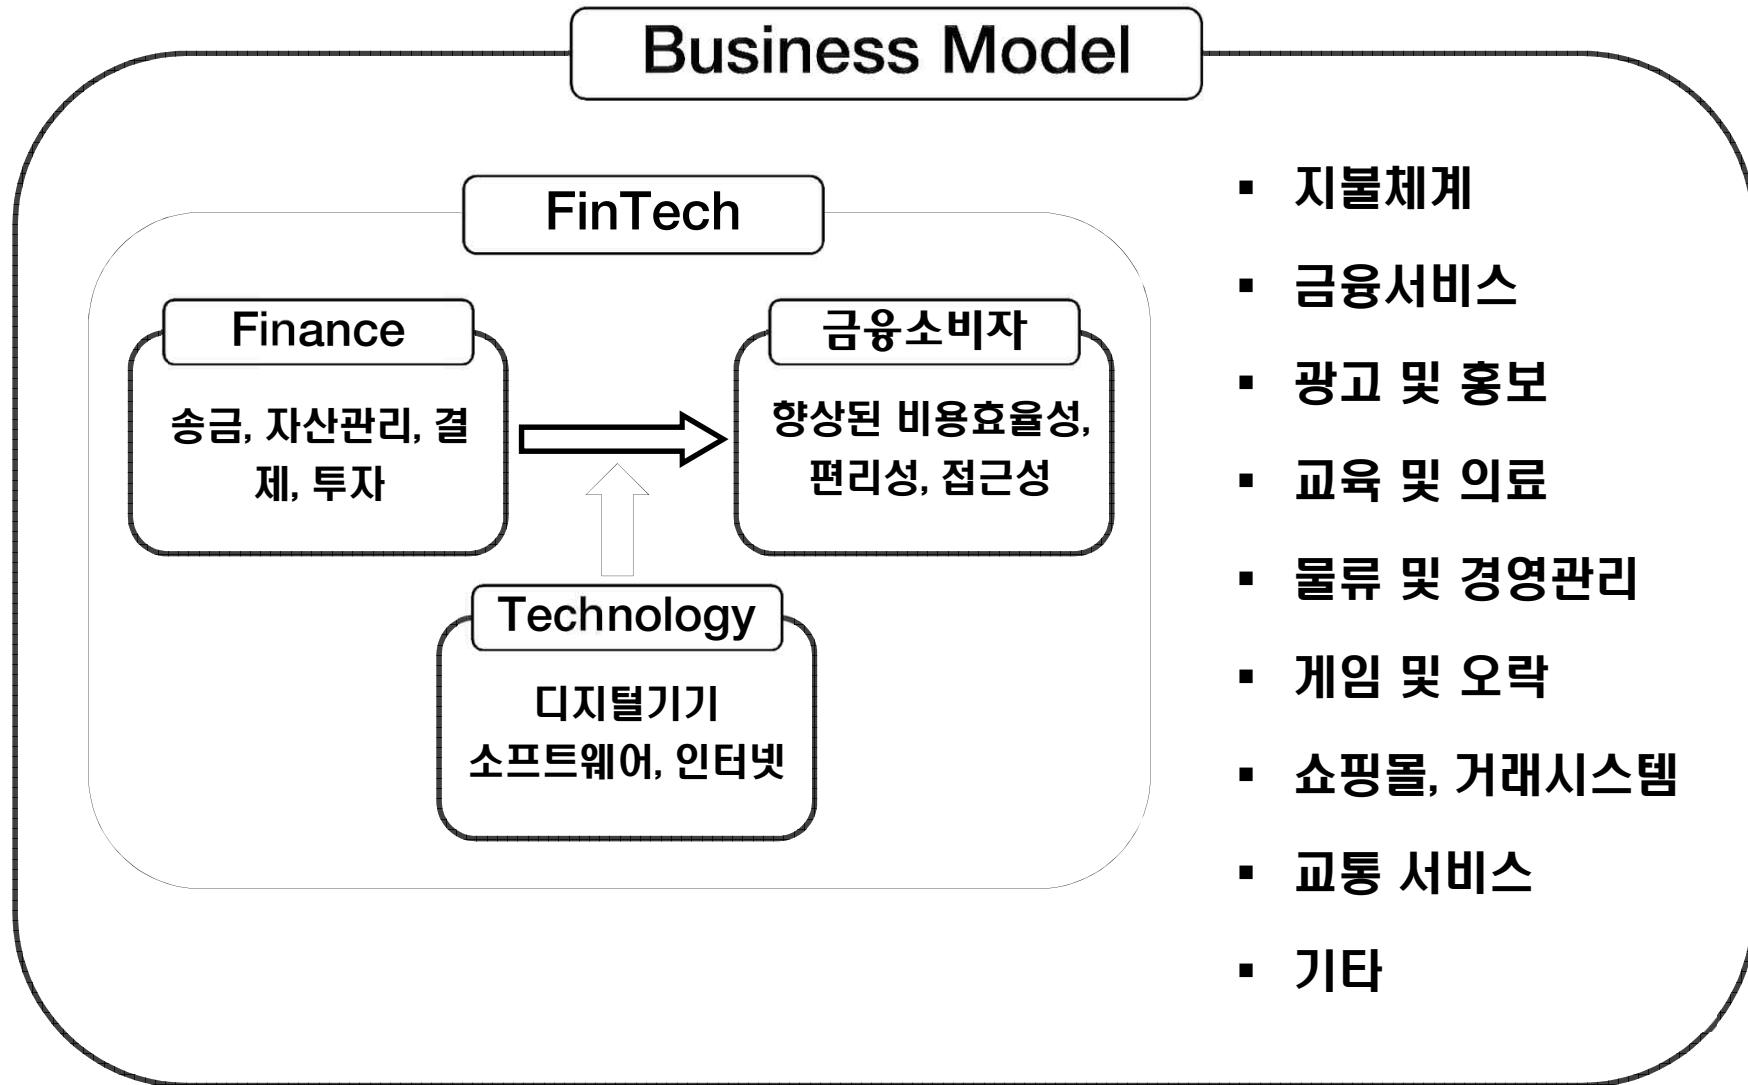 Business Model
FinTech
Finance
송금, 자산관리, 결
제, 투자
금융소비자
향상된 비용효율성,
편리성, 접근성
Technology
디지털기기
소프트웨어, 인터넷
▪ 지불체계
▪ 금융서비스
▪ 광고 및 홍보
▪ 교육 및 의료
▪ 물류 및 경영관리
▪ 게임 및 오락
▪ 쇼핑몰, 거래시스템
▪ 교통 서비스
▪ 기타